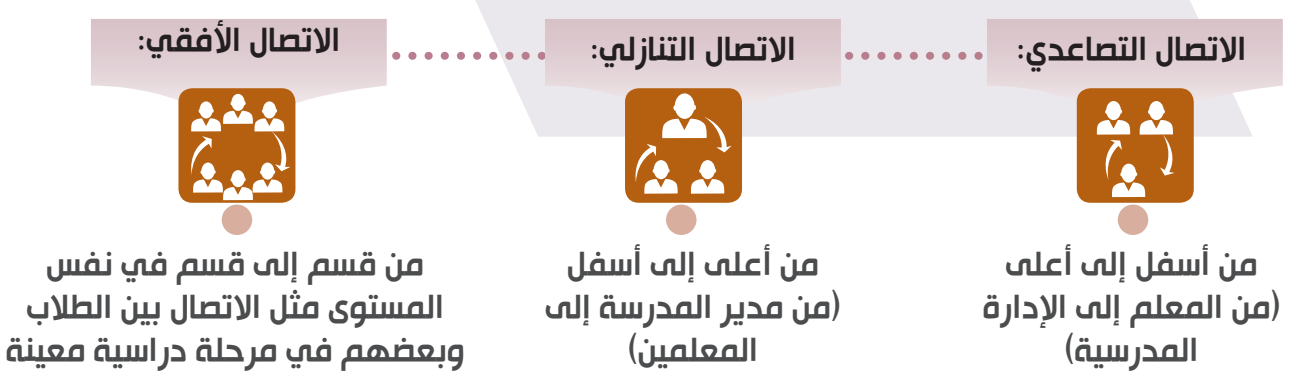 الاتصال التصاعدي:
من أسفل إلى أعلى
(من المعلم إلى الإدارة
المدرسية)
الاتصال التنازلي:
من أعلى إلى أسفل
(من مدير المدرسة إلى
المعلمين)
الاتصال الأفقي:
من قسم إلى قسم في نفس
المستوى مثل الاتصال بين الطلاب
وبعضهم في مرحلة دراسية معينة